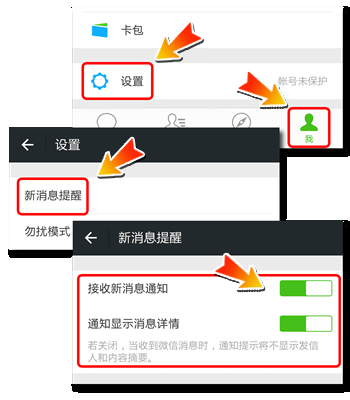 卡包
设置
帐号未保护
我
设置
新消息提醒
勿扰模式
新消息提醒
接收新消息通知
通知显示消息详情
若关闭，当收到微信消息时，通知提示将不显示发信
人和内容摘要。